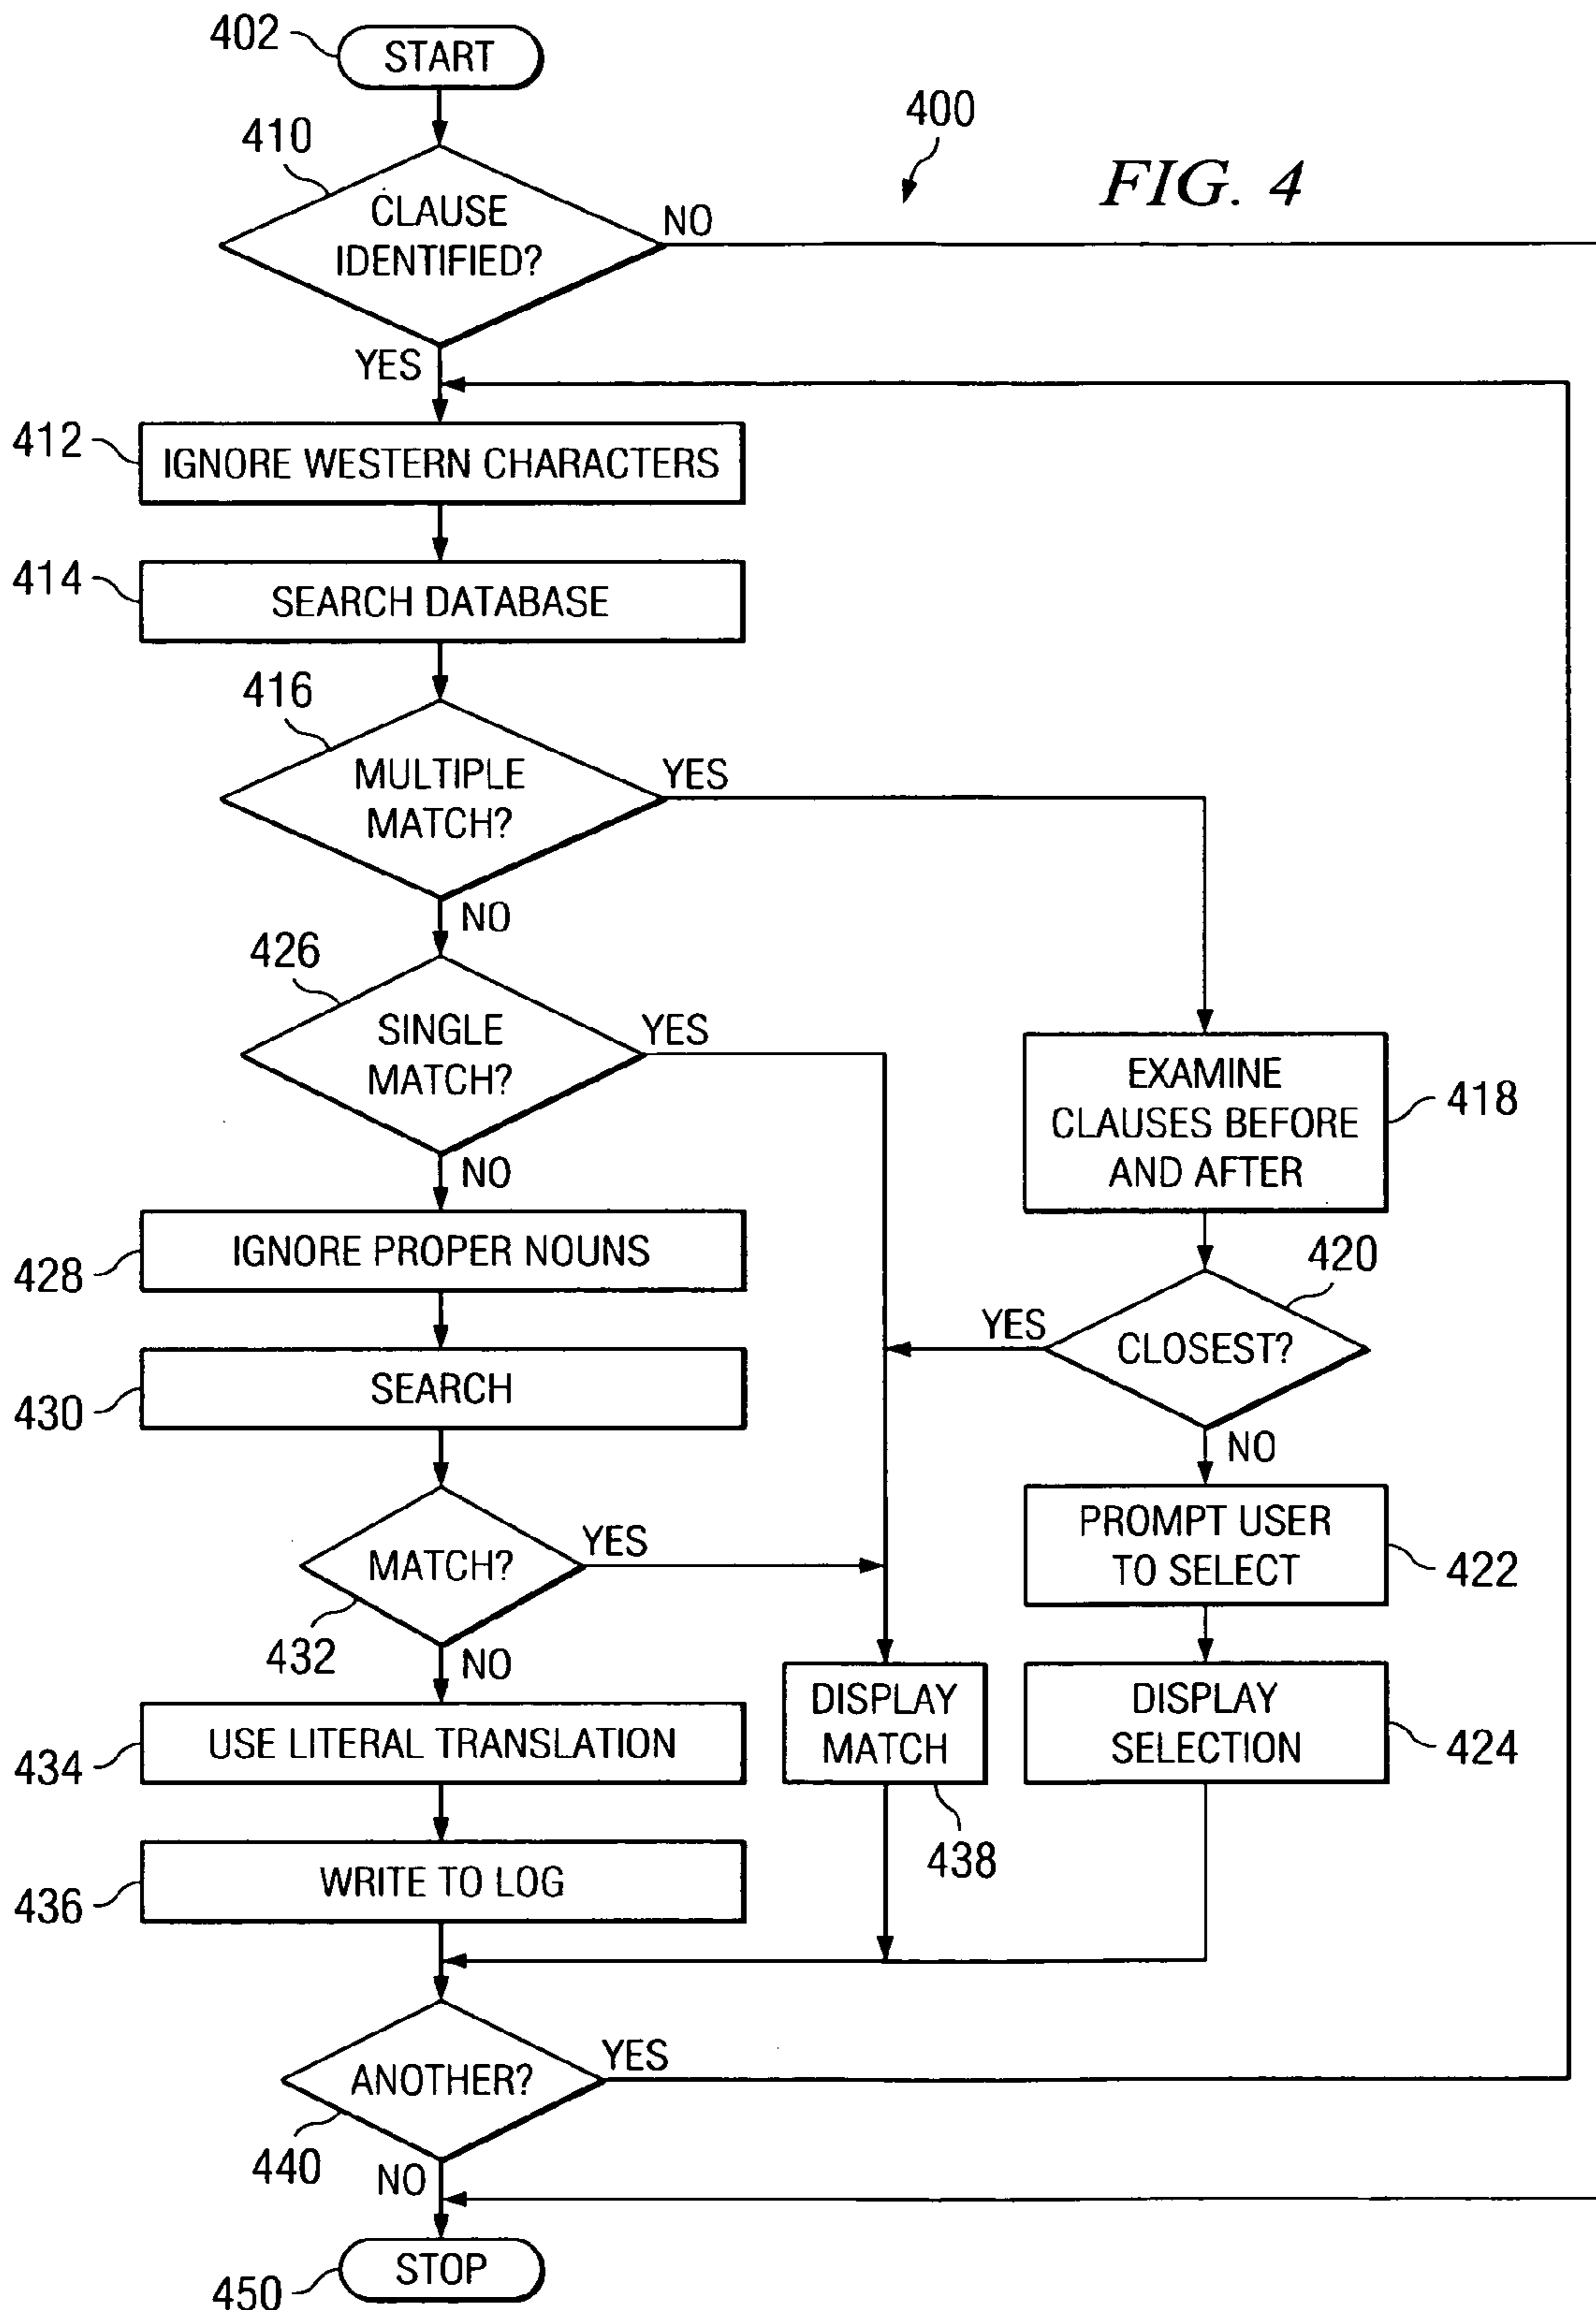 402
START
400
FIG. 4
410
CLAUSE
IDENTIFIED?
NO
YES
412
IGNORE WESTERN CHARACTERS
414
SEARCH DATABASE
416
MULTIPLE
MATCH?
YES
NO
426
SINGLE
MATCH?
YES
NO
EXAMINE
CLAUSES BEFORE
AND AFTER
418
428
IGNORE PROPER NOUNS
420
CLOSEST?
YES
NO
430
SEARCH
432
MATCH?
YES
NO
PROMPT USER
TO SELECT
422
434
USE LITERAL TRANSLATION
DISPLAY
MATCH
438
DISPLAY
SELECTION
424
436
WRITE TO LOG
440
ANOTHER?
YES
NO
450
STOP